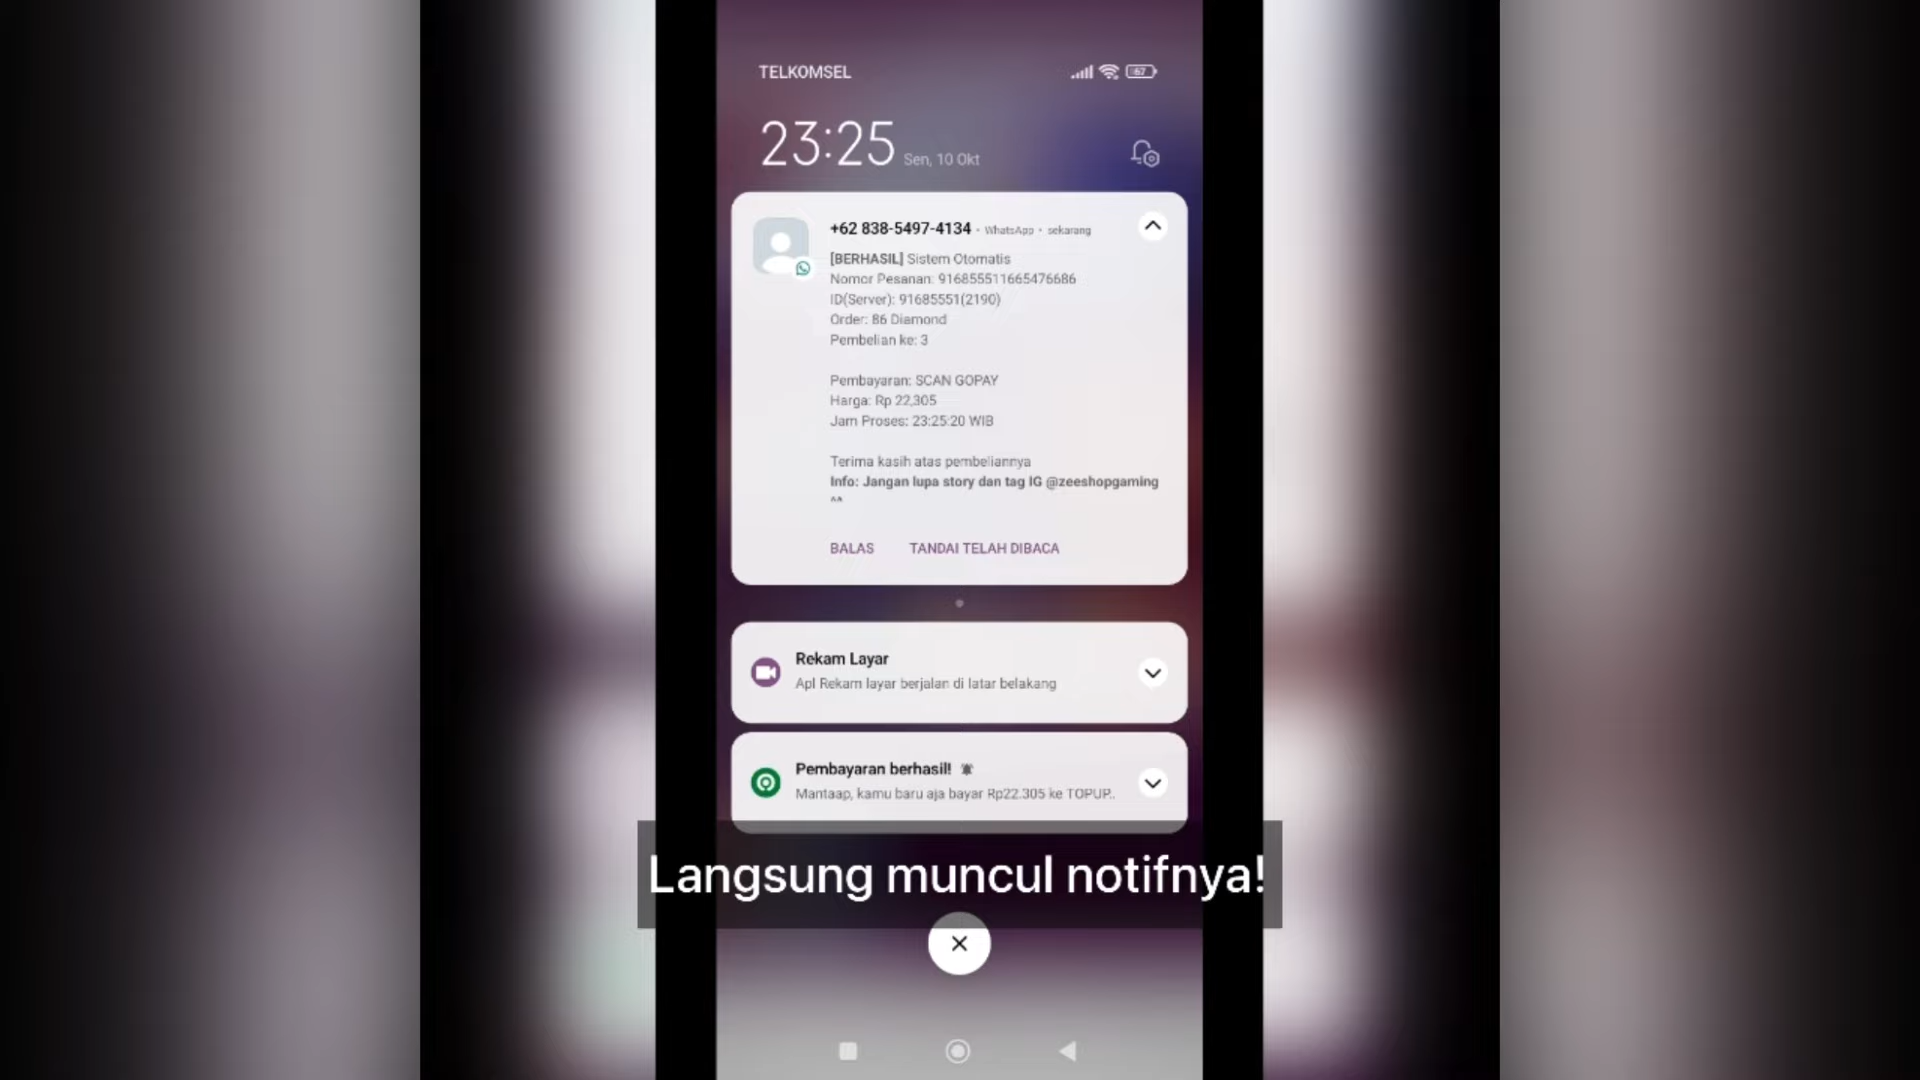 TELKOMSEL
67
23:25 Sen, 10 Okt
+62 838-5497-4134 • WhatsApp • sekarang
[BERHASIL] Sistem Otomatis
Nomor Pesanan: 916855511665476686
ID(Server): 91685551(2190)
Order: 86 Diamond
Pembelian ke: 3
Pembayaran: SCAN GOPAY
Harga: Rp 22,305
Jam Proses: 23:25:20 WIB
Terima kasih atas pembeliannya
Info: Jangan lupa story dan tag IG @zeeshopgaming
^^
BALAS TANDAI TELAH DIBACA
Rekam Layar
Apl Rekam layar berjalan di latar belakang
Pembayaran berhasil!
Mantaap, kamu baru aja bayar Rp22.305 ke TOPUP..
Langsung muncul notifnya!